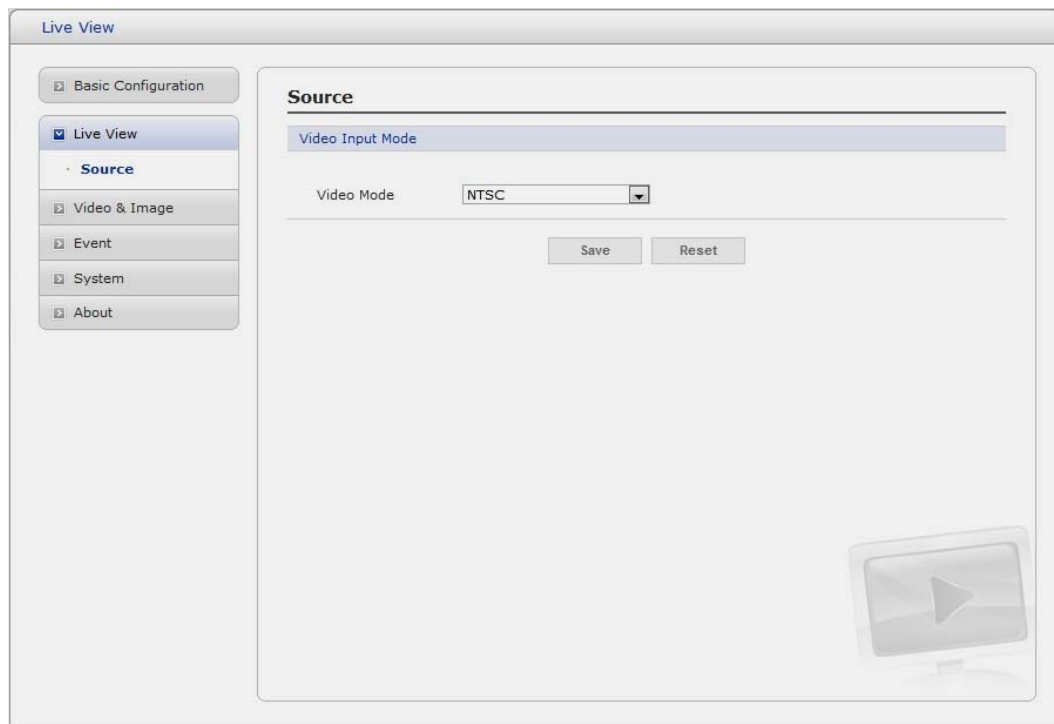 Live View
Basic Configuration
Live View
Source
Video & Image
Event
System
About
Source
Video Input Mode
Video Mode NTSC
Save Reset